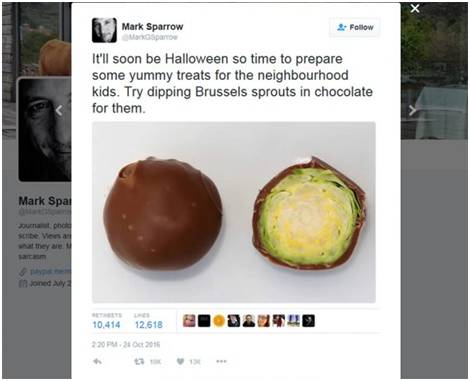 Mark Sparrow
@MarkGSparrow
Follow
It'll soon be Halloween so time to prepare
some yummy treats for the neighbourhood
kids. Try dipping Brussels sprouts in chocolate
for them.
RETWEETS LIKES
10,414 12,618
2:20 PM - 24 Oct 2016
10K 13K
Mark Spar
@MarkGSparrow
Journalist, photo
scribe. Views are
what they are. M
sarcasm
paypal.me/m
Joined July 2